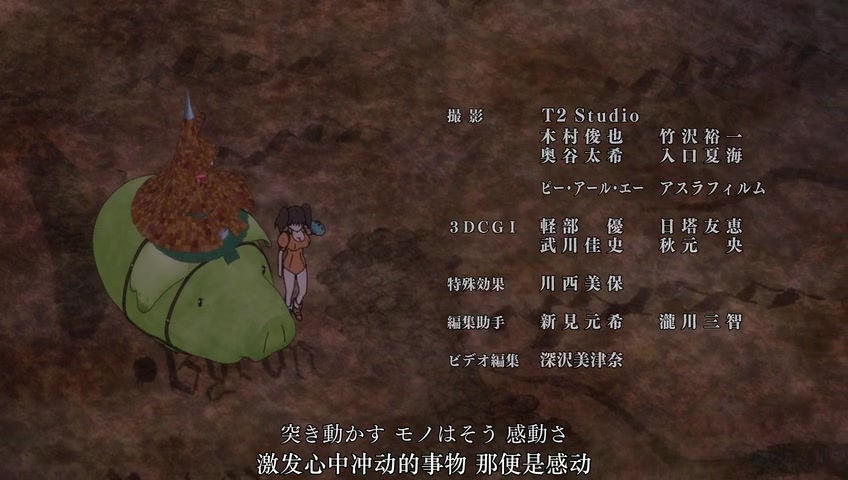 撮影 T2 Studio
木村俊也 竹沢裕一
奥谷太希 入口夏海
ピー・アール・エー アスラフィルム
3DCGI 軽部 優 日塔友恵
武川佳史 秋元 央
特殊効果 川西美保
編集助手 新見元希 瀧川三智
ビデオ編集 深沢美津奈
突き動かす モノはそう 感動さ
激发心中冲动的事物 那便是感动